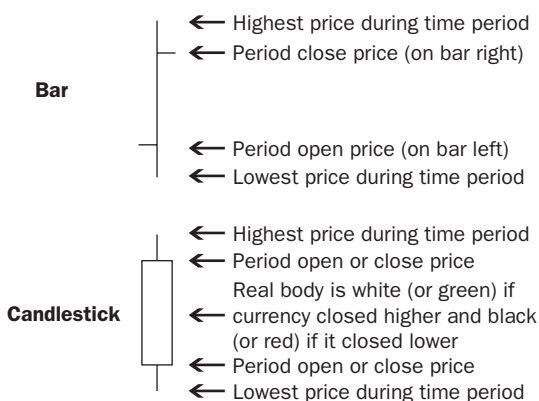 Highest price during time period
Period close price (on bar right)
Bar
Period open price (on bar left)
Lowest price during time period
Highest price during time period
Period open or close price
Real body is white (or green) if
Candlestick
currency closed higher and black
(or red) if it closed lower
Period open or close price
Lowest price during time period